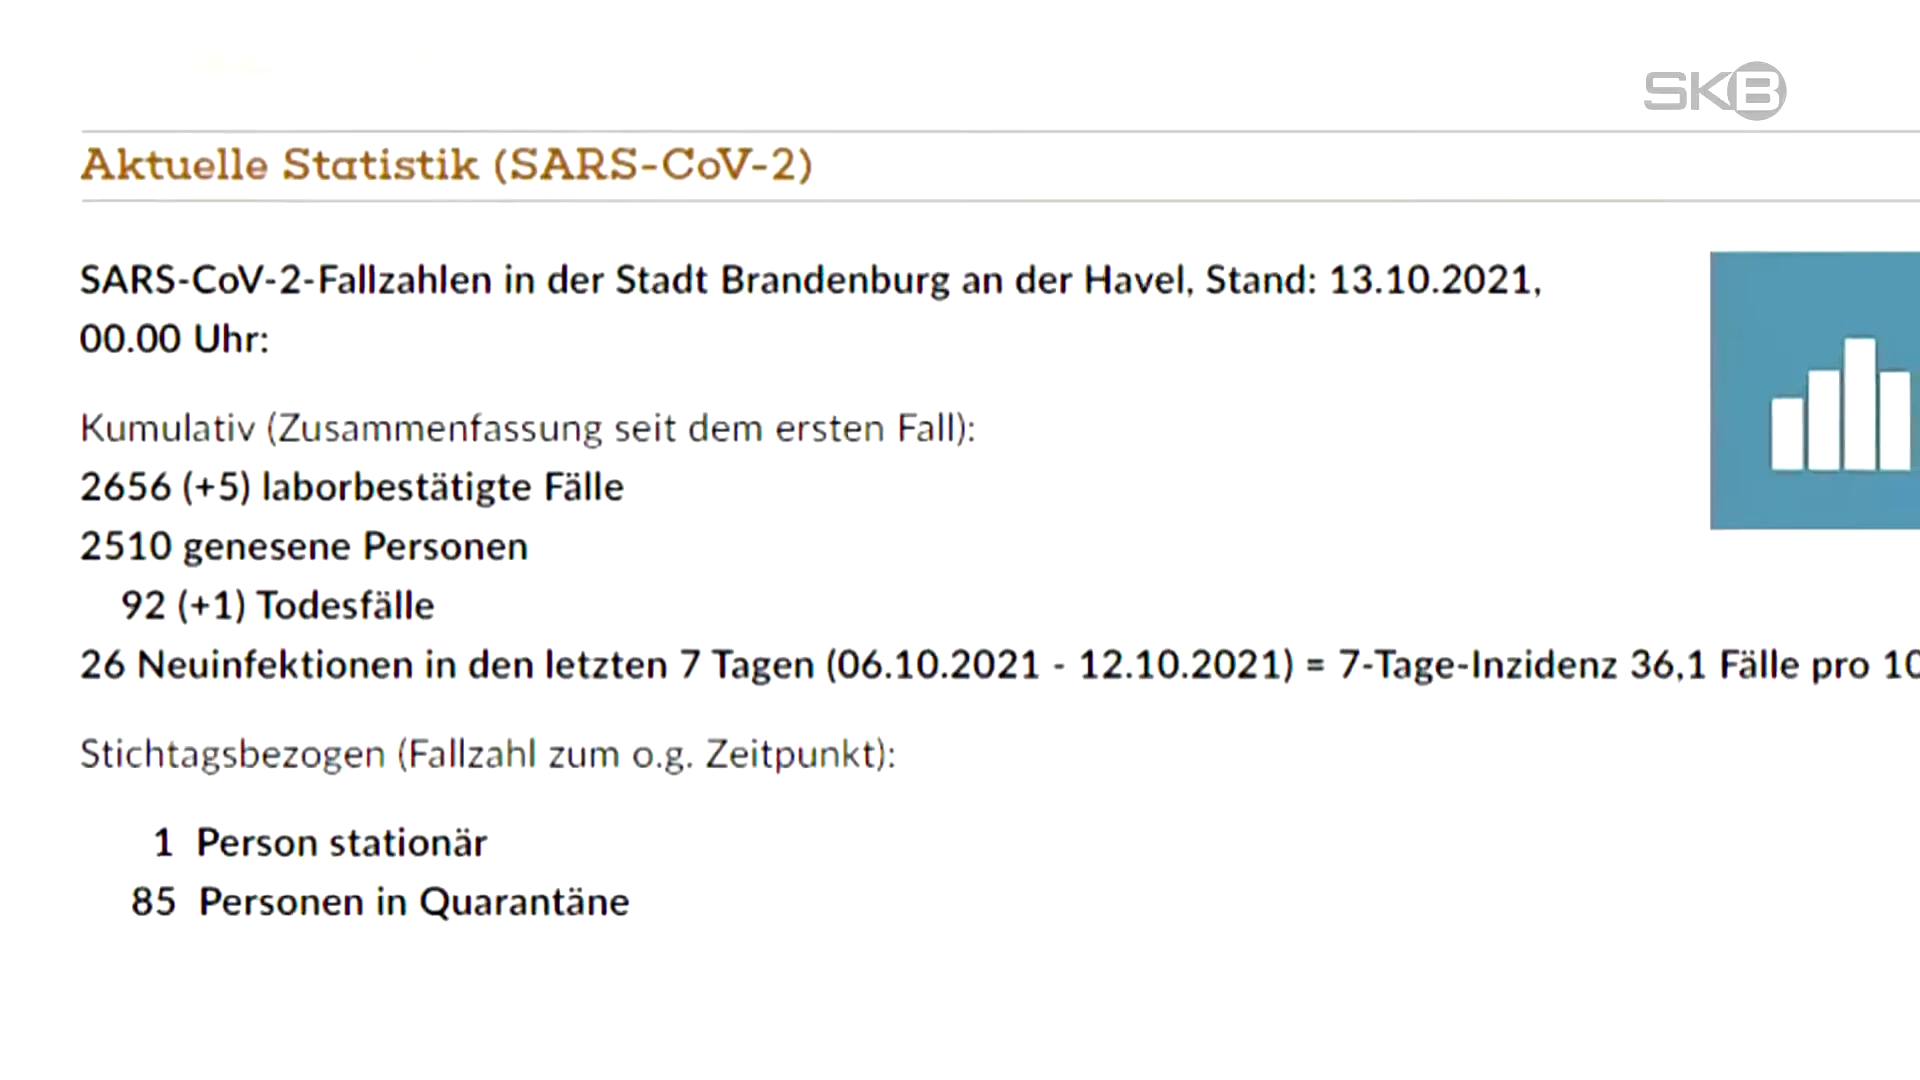 SKB
Aktuelle Statistik (SARS-CoV-2)
SARS-CoV-2-Fallzahlen in der Stadt Brandenburg an der Havel, Stand: 13.10.2021,
00.00 Uhr:
Kumulativ (Zusammenfassung seit dem ersten Fall):
2656 (+5) laborbestätigte Fälle
2510 genesene Personen
92 (+1) Todesfälle
26 Neuinfektionen in den letzten 7 Tagen (06.10.2021 - 12.10.2021) = 7-Tage-Inzidenz 36,1 Fälle pro
Stichtagsbezogen (Fallzahl zum o.g. Zeitpunkt):
1 Person stationär
85 Personen in Quarantäne